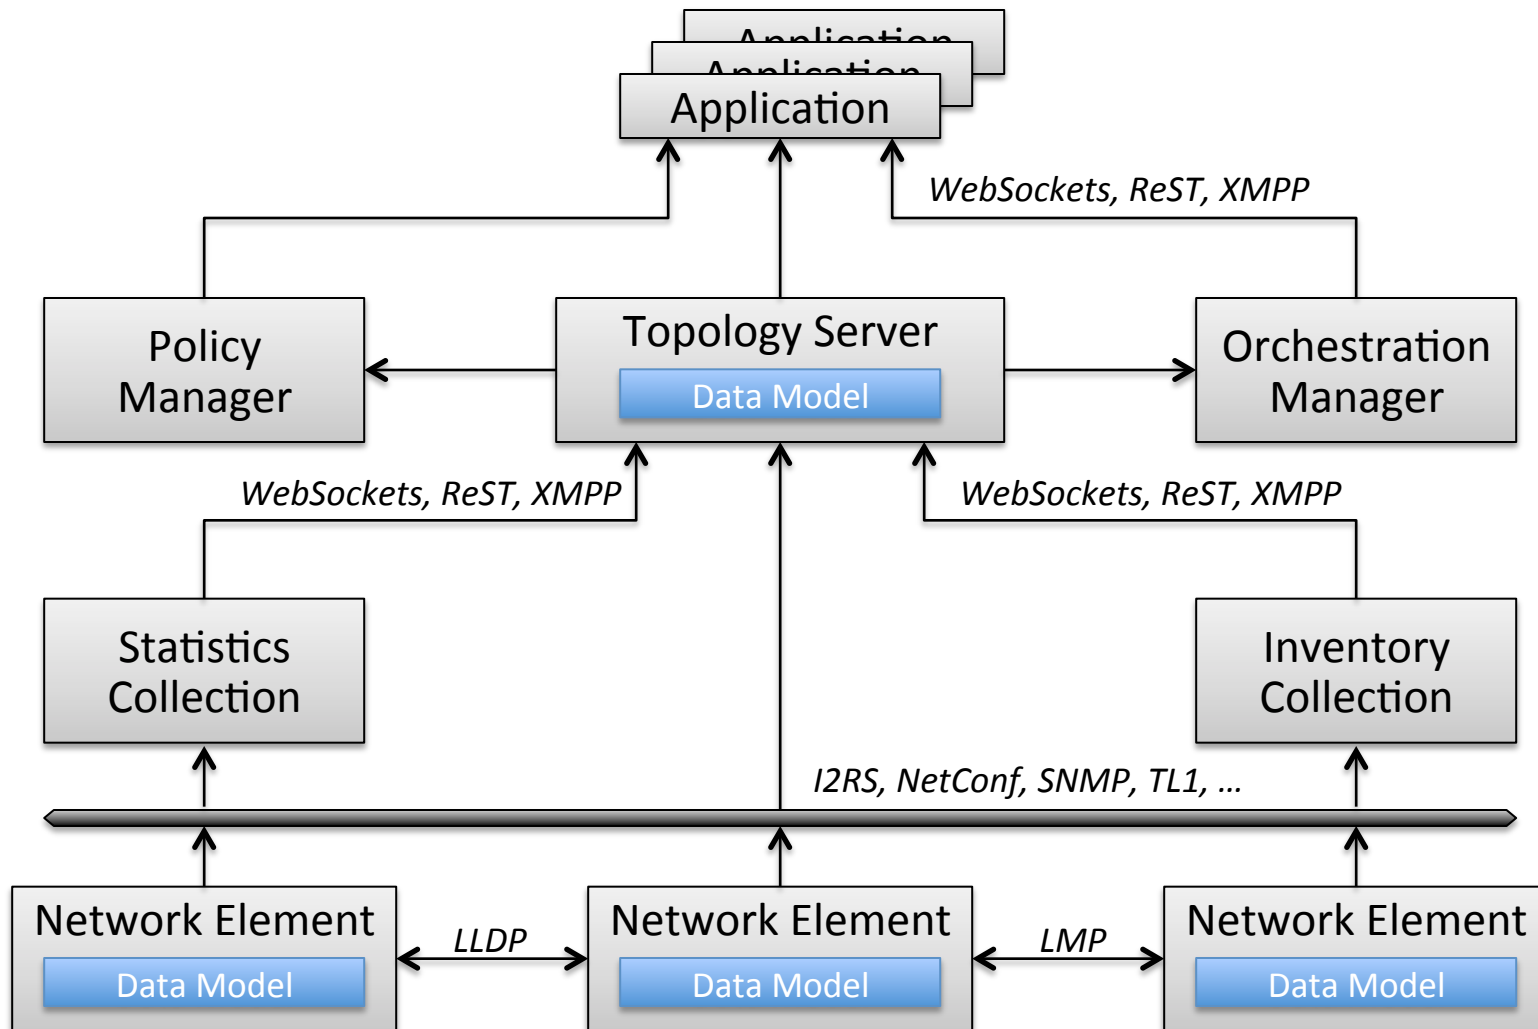 Application
Application
Application
WebSockets, ReST, XMPP
Policy
Manager
Topology Server
Data Model
Orchestration
Manager
WebSockets, ReST, XMPP
WebSockets, ReST, XMPP
Statistics
Collection
Inventory
Collection
I2RS, NetConf, SNMP, TL1, ...
Network Element
Data Model
LLDP
Network Element
Data Model
LMP
Network Element
Data Model